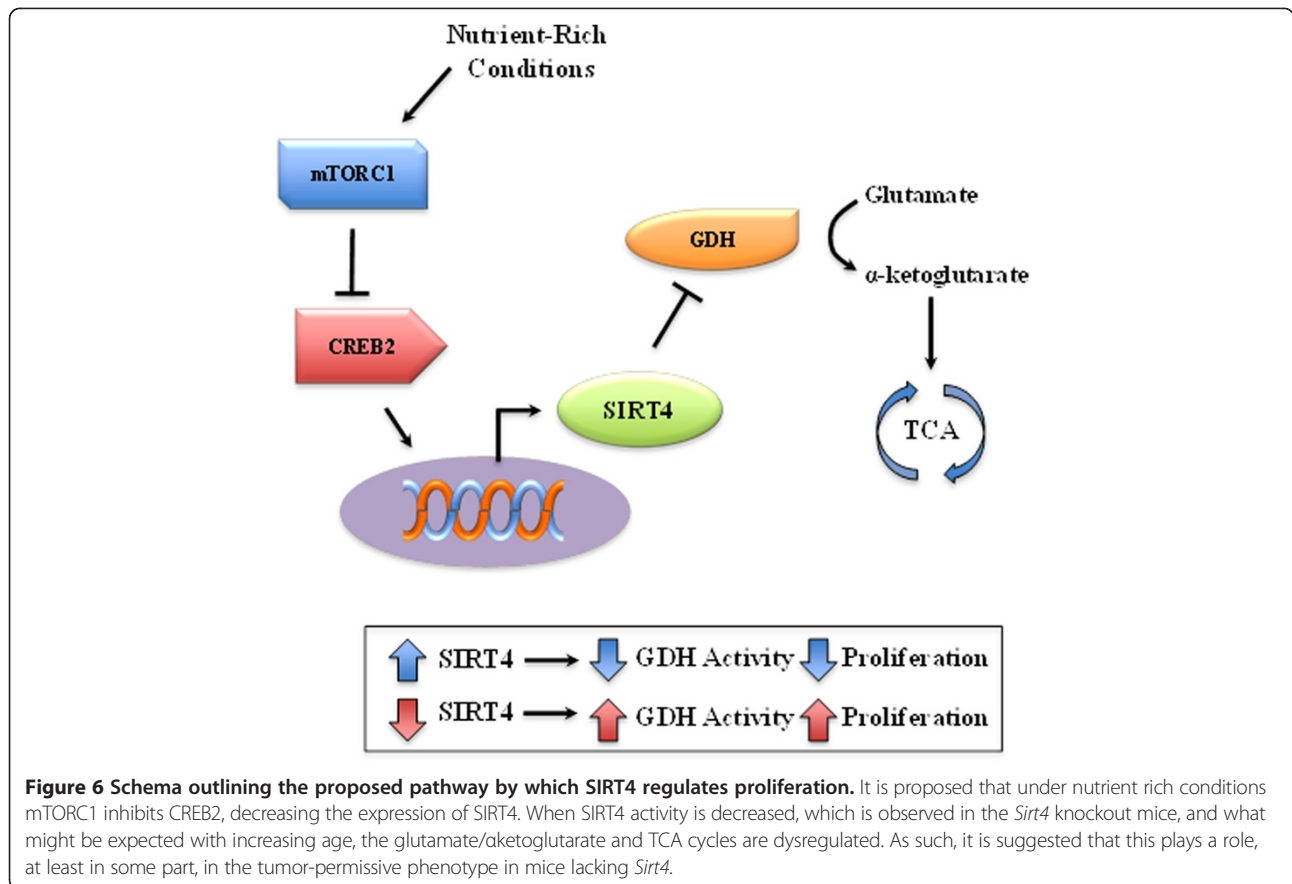 Nutrient-Rich
Conditions
mTORC1
CREB2
GDH
SIRT4
Glutamate
α-ketoglutarate
TCA
SIRT4 GDH Activity Proliferation
SIRT4 GDH Activity Proliferation
Figure 6 Schema outlining the proposed pathway by which SIRT4 regulates proliferation. It is proposed that under nutrient rich conditions
mTORC1 inhibits CREB2, decreasing the expression of SIRT4. When SIRT4 activity is decreased, which is observed in the Sirt4 knockout mice, and what
might be expected with increasing age, the glutamate/αketoglutarate and TCA cycles are dysregulated. As such, it is suggested that this plays a role,
at least in some part, in the tumor-permissive phenotype in mice lacking Sirt4.